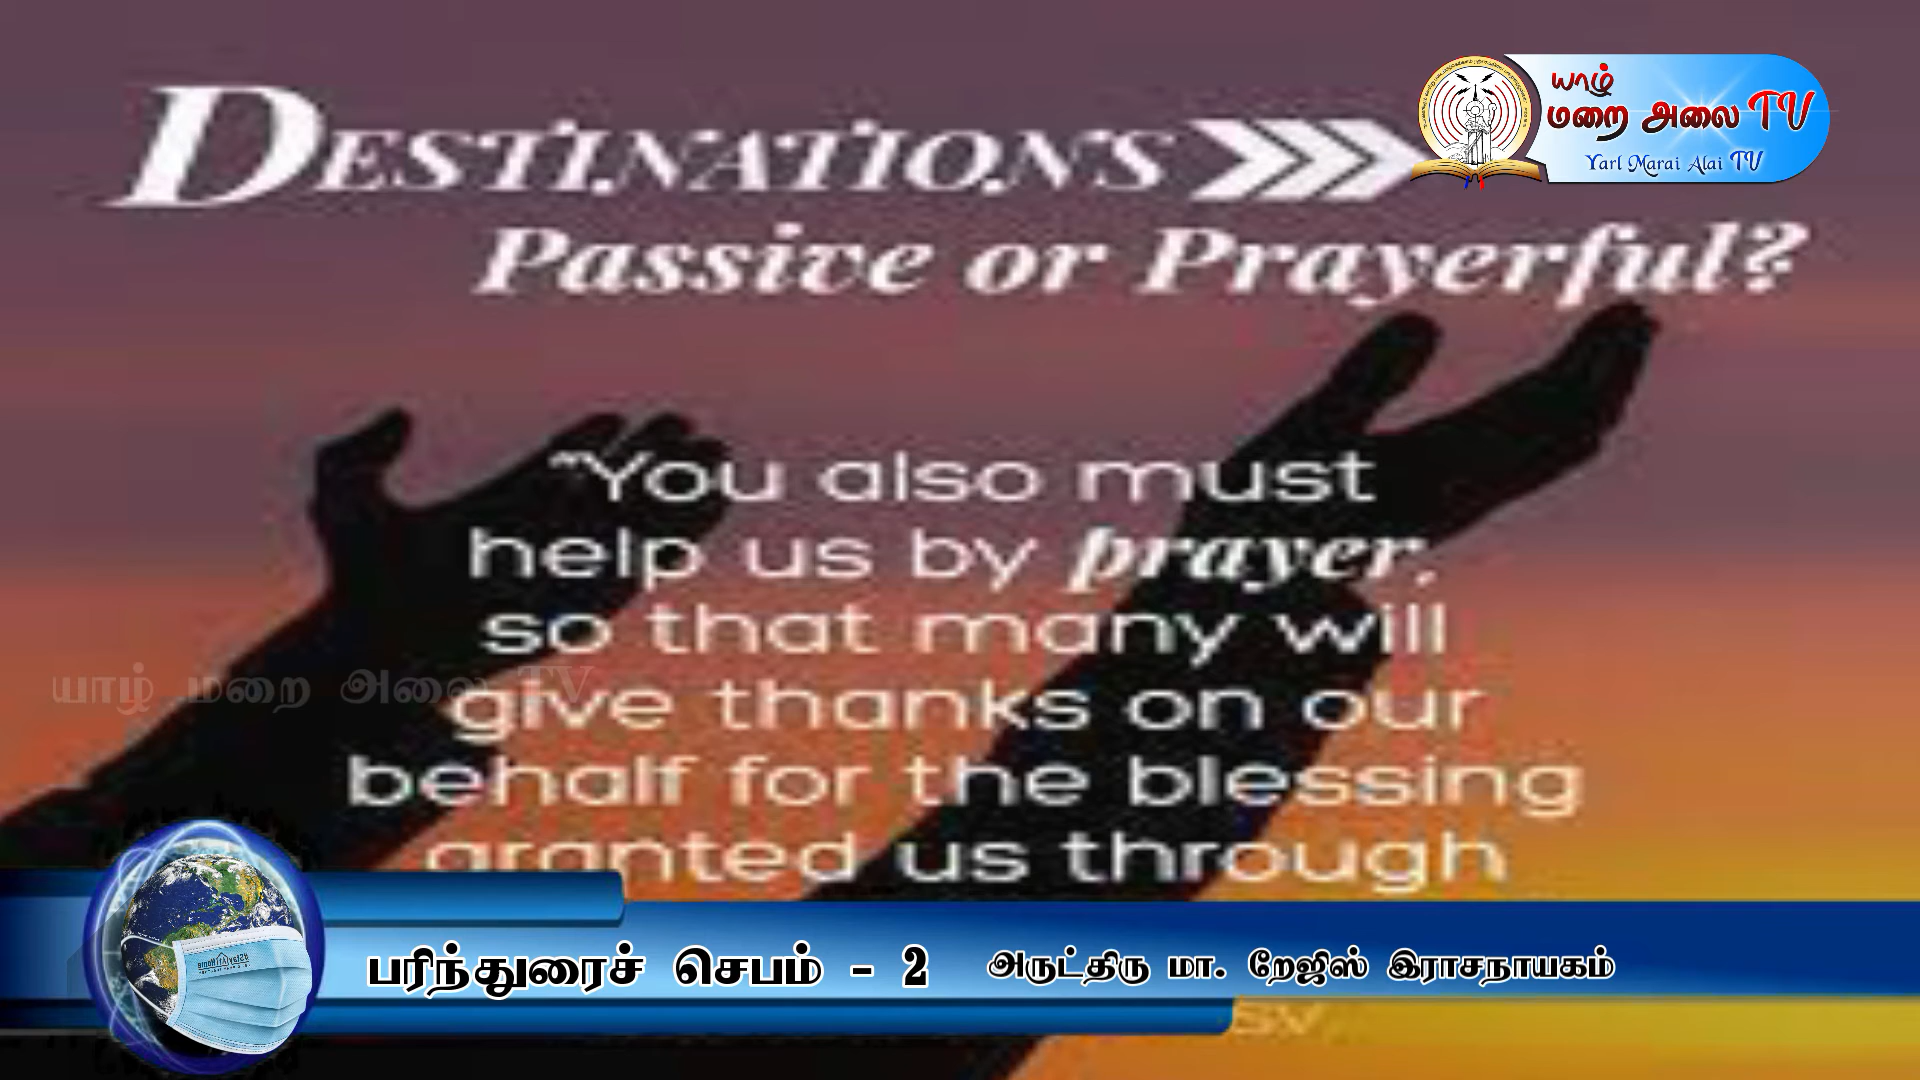 DESTINATIONS
Passive or Prayerful?
யாழ்
மறை அலை TV
Yarl Marai Alai TV
"You also must
help us by prayer,
so that many will
give thanks on our
behalf for the blessing
granted us through
யாழ் மறை அலை TV
பரிந்துரைச் செபம் - 2 அருட்திரு மா. றேஜிஸ் இராசநாயகம்